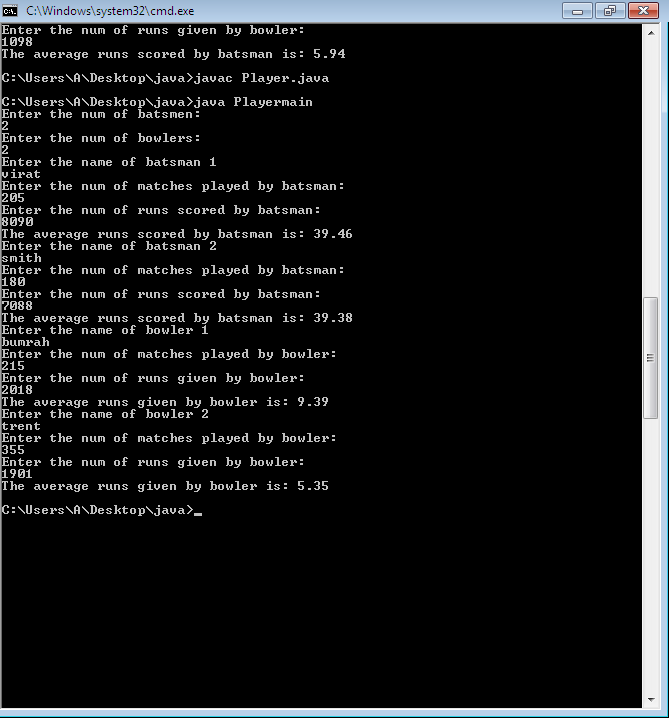 C:\Windows\system32\cmd.exe
Enter the num of runs given by bowler:
1098
The average runs scored by batsman is: 5.94
C:\Users\A\Desktop\java>javac Player.java
C:\Users\A\Desktop\java>java Playermain
Enter the num of batsmen:
2
Enter the num of bowlers:
2
Enter the name of batsman 1
virat
Enter the num of matches played by batsman:
205
Enter the num of runs scored by batsman:
8090
The average runs scored by batsman is: 39.46
Enter the name of batsman 2
smith
Enter the num of matches played by batsman:
180
Enter the num of runs scored by batsman:
7088
The average runs scored by batsman is: 39.38
Enter the name of bowler 1
bumrah
Enter the num of matches played by bowler:
215
Enter the num of runs given by bowler:
2018
The average runs given by bowler is: 9.39
Enter the name of bowler 2
trent
Enter the num of matches played by bowler:
355
Enter the num of runs given by bowler:
1901
The average runs given by bowler is: 5.35
C:\Users\A\Desktop\java>_